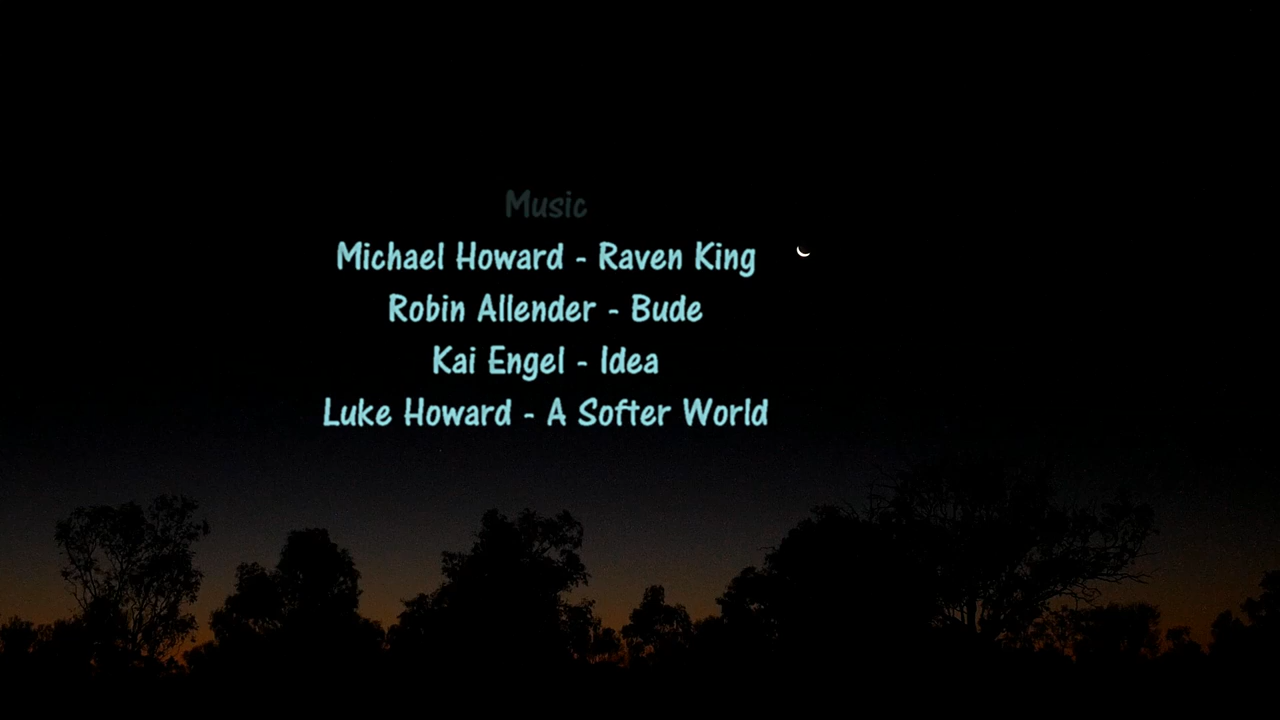 Music
Michael Howard - Raven King
Robin Allender - Bude
Kai Engel - Idea
Luke Howard - A Softer World